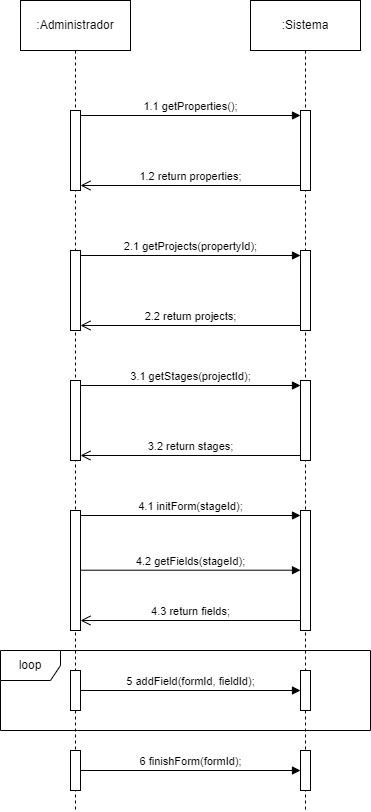 :Administrador
:Sistema
1.1 getProperties();
1.2 return properties;
2.1 getProjects(propertyId);
2.2 return projects;
3.1 getStages(projectId);
3.2 return stages;
4.1 initForm(stageId);
4.2 getFields(stageId);
4.3 return fields;
loop
5 addField(formId, fieldId);
6 finishForm(formId);